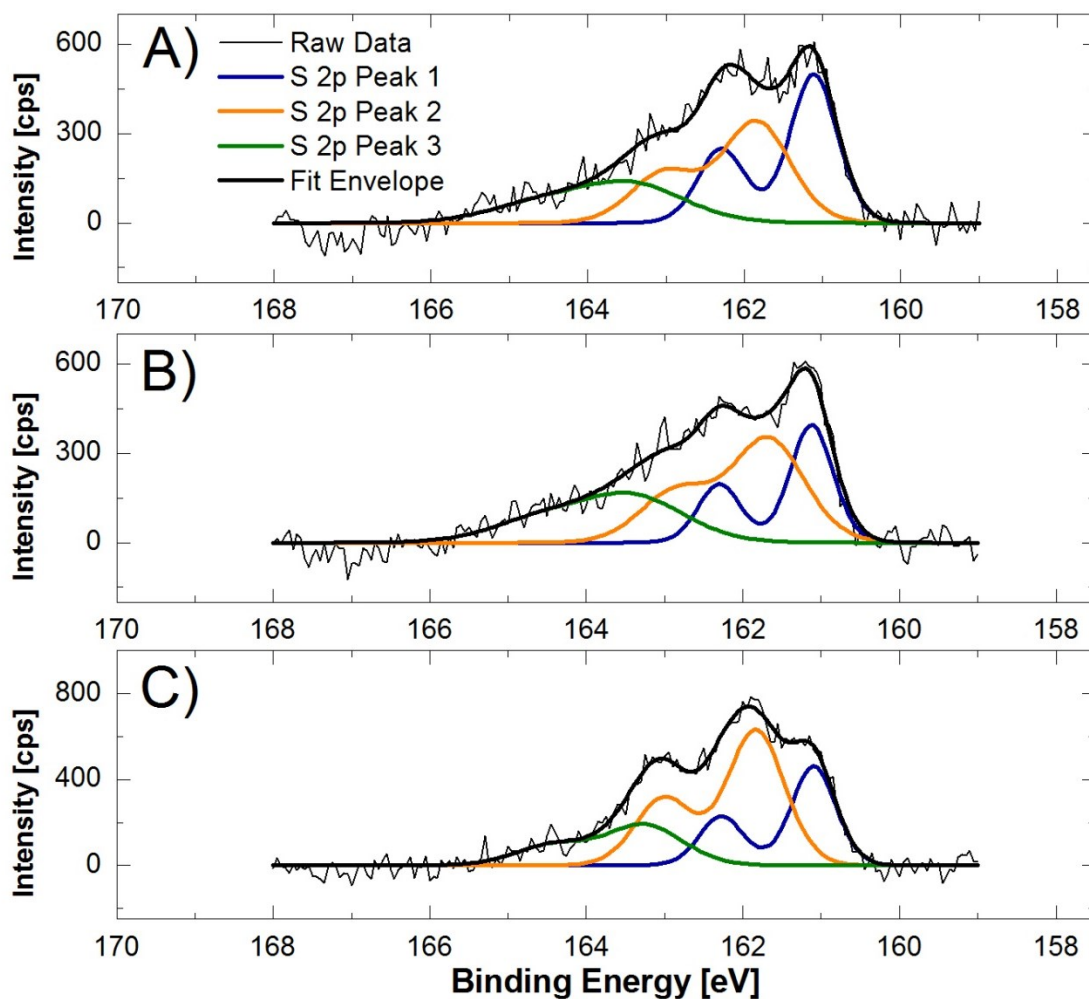 A)
Raw Data
S 2p Peak 1
S 2p Peak 2
S 2p Peak 3
Fit Envelope
Intensity [cps]
600
300
0
170 168 166 164 162 160 158
B)
Intensity [cps]
600
300
0
170 168 166 164 162 160 158
C)
Intensity [cps]
800
400
0
170 168 166 164 162 160 158
Binding Energy [eV]